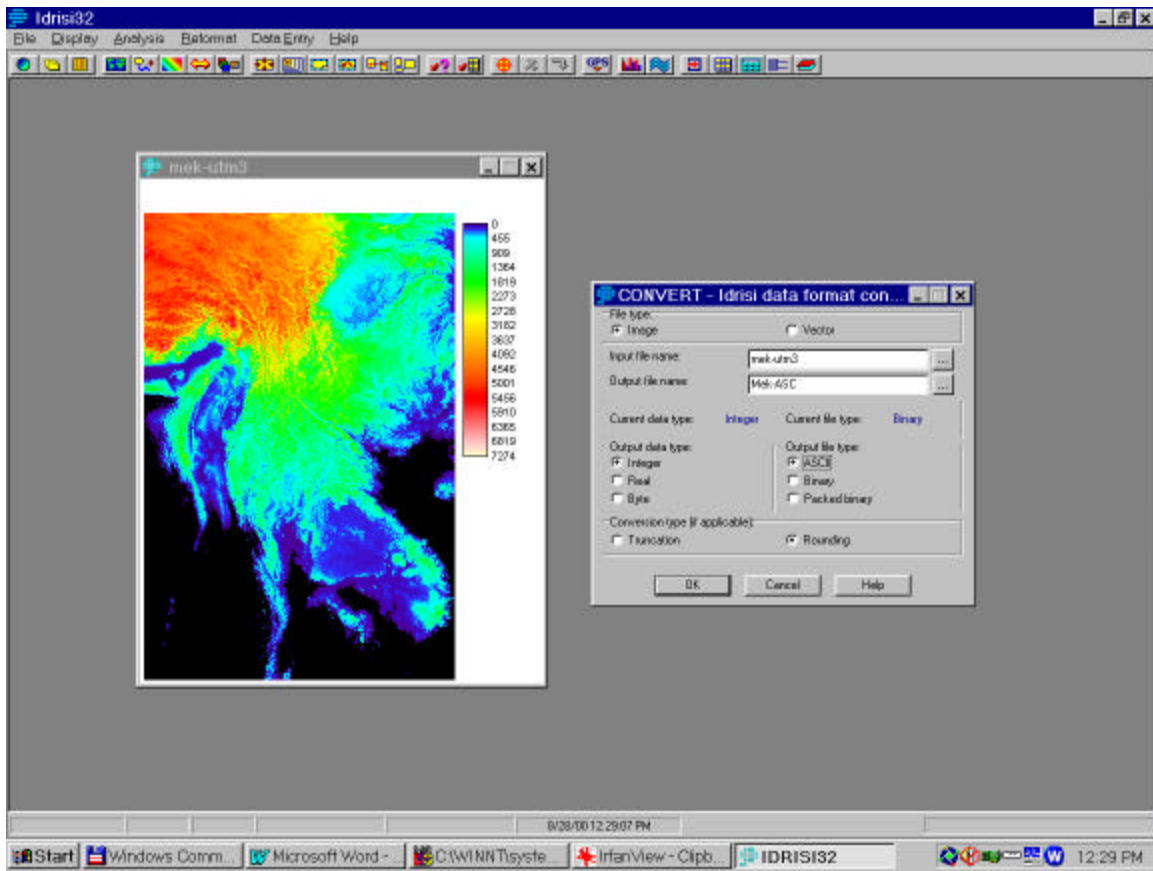 Idrisi32
File Display Analysis Reformat Data Entry Help
GPS
mek-utm3
0
455
909
1364
1819
2273
2728
3182
3637
4092
4546
5001
5456
5910
6365
6819
7274
CONVERT - Idrisi data format con...
File type:
Image Vector
Input file name: mek-utm3 ...
Output file name: Mek-ASC ...
Current data type: Integer Current file type: Binary
Output data type: Output file type:
Integer ASCII
Real Binary
Byte Packed binary
Conversion type (if applicable):
Truncation Rounding
OK Cancel Help
8/28/00 12:29:07 PM
Start Windows Comm... Microsoft Word - ... C:\WINNT\syste... IrfanView - Clipb... IDRISI32 12:29 PM